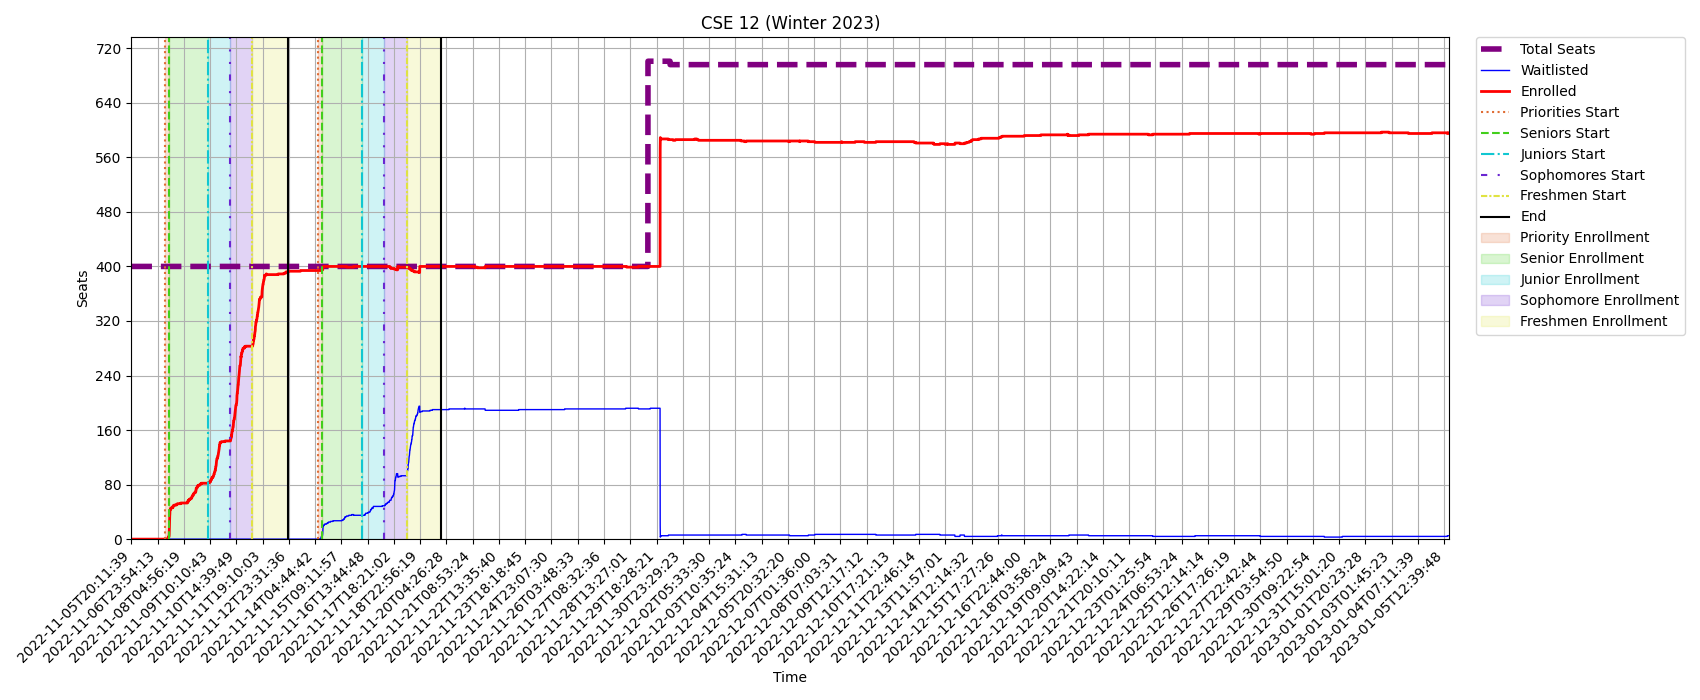 CSE 12 (Winter 2023)
Seats
720
640
560
480
400
320
240
160
80
0
2022-11-05T20:11:39
2022-11-06T23:54:13
2022-11-08T04:56:19
2022-11-09T10:10:43
2022-11-10T14:39:49
2022-11-11T19:10:03
2022-11-12T23:31:36
2022-11-14T04:44:42
2022-11-15T09:11:57
2022-11-16T13:44:48
2022-11-17T18:21:02
2022-11-18T22:56:19
2022-11-20T04:26:28
2022-11-21T08:53:24
2022-11-22T13:35:40
2022-11-23T18:18:45
2022-11-24T23:07:30
2022-11-26T03:48:33
2022-11-27T08:32:36
2022-11-28T13:27:01
2022-11-29T18:28:21
2022-11-30T23:29:23
2022-12-02T05:33:30
2022-12-03T10:35:24
2022-12-04T15:31:13
2022-12-05T20:32:20
2022-12-07T01:36:00
2022-12-08T07:03:31
2022-12-09T12:17:12
2022-12-10T17:21:13
2022-12-11T22:46:14
2022-12-13T11:57:01
2022-12-14T12:14:32
2022-12-15T17:27:26
2022-12-16T22:44:00
2022-12-18T03:58:24
2022-12-19T09:09:43
2022-12-20T14:22:14
2022-12-21T20:10:11
2022-12-23T01:25:54
2022-12-24T06:53:24
2022-12-25T12:14:14
2022-12-26T17:26:19
2022-12-27T22:42:44
2022-12-29T03:54:50
2022-12-30T09:22:54
2022-12-31T15:01:20
2023-01-01T20:23:28
2023-01-03T01:45:23
2023-01-04T07:11:39
2023-01-05T12:39:48
Time
Total Seats
Waitlisted
Enrolled
Priorities Start
Seniors Start
Juniors Start
Sophomores Start
Freshmen Start
End
Priority Enrollment
Senior Enrollment
Junior Enrollment
Sophomore Enrollment
Freshmen Enrollment